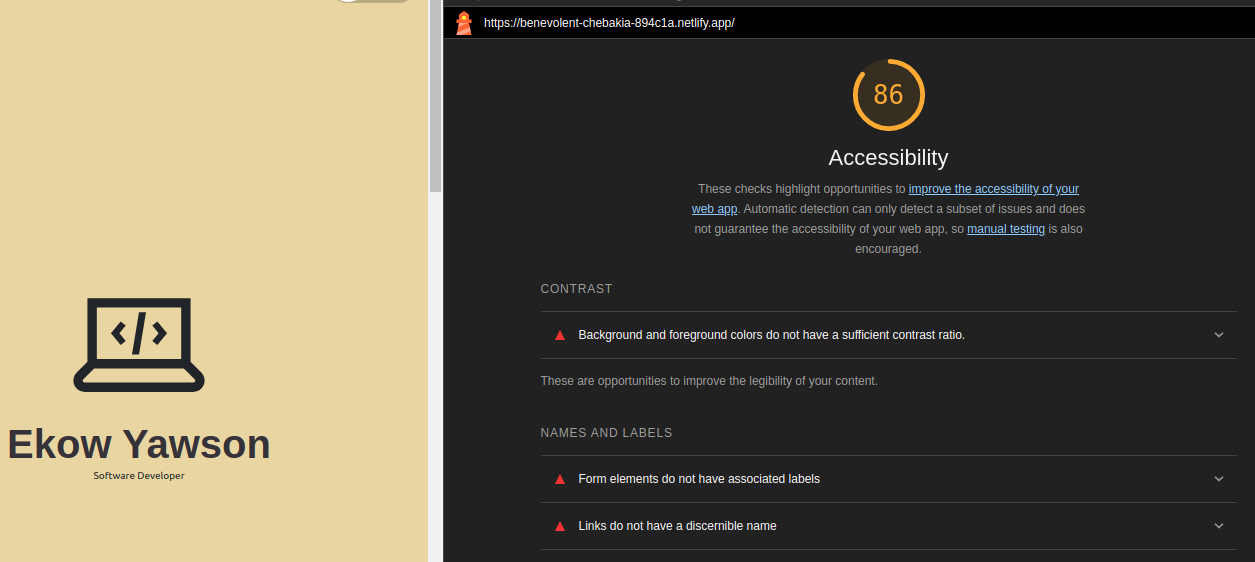 Ekow Yawson
Software Developer
https://benevolent-chebakia-894c1a.netlify.app/
86
Accessibility
These checks highlight opportunities to improve the accessibility of your
web app. Automatic detection can only detect a subset of issues and does
not guarantee the accessibility of your web app, so manual testing is also
encouraged.
CONTRAST
Background and foreground colors do not have a sufficient contrast ratio.
These are opportunities to improve the legibility of your content.
NAMES AND LABELS
Form elements do not have associated labels
Links do not have a discernible name